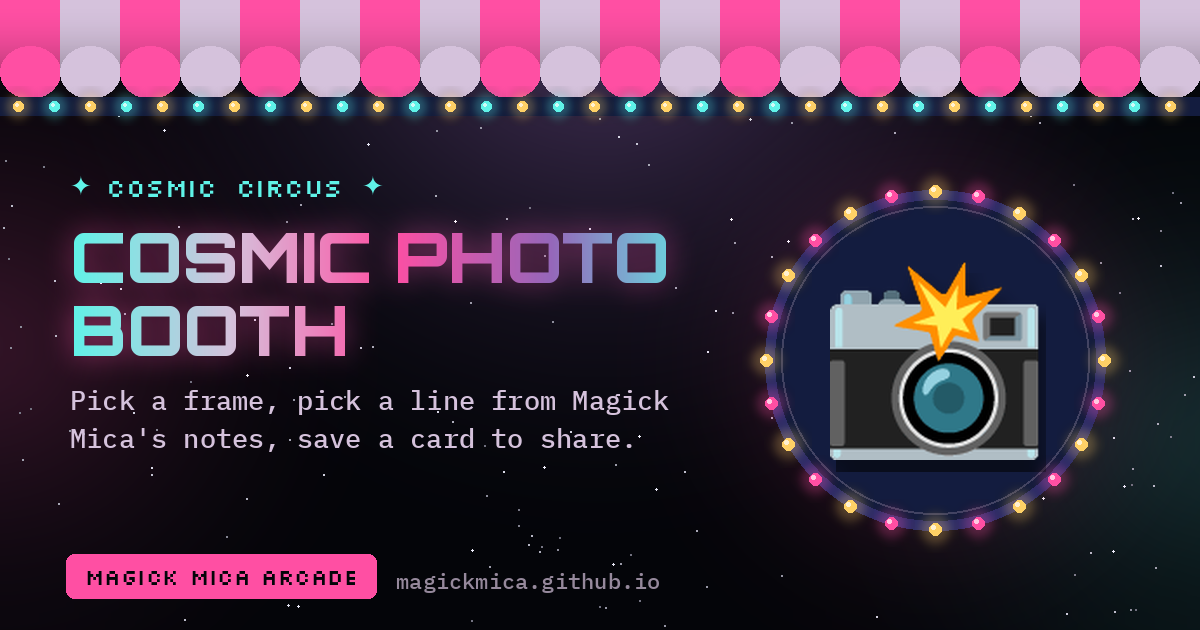 ✦ COSMIC CIRCUS ✦
COSMIC PHOTO
BOOTH
Pick a frame, pick a line from Magick
Mica's notes, save a card to share.
MAGICK MICA ARCADE
magickmica.github.io